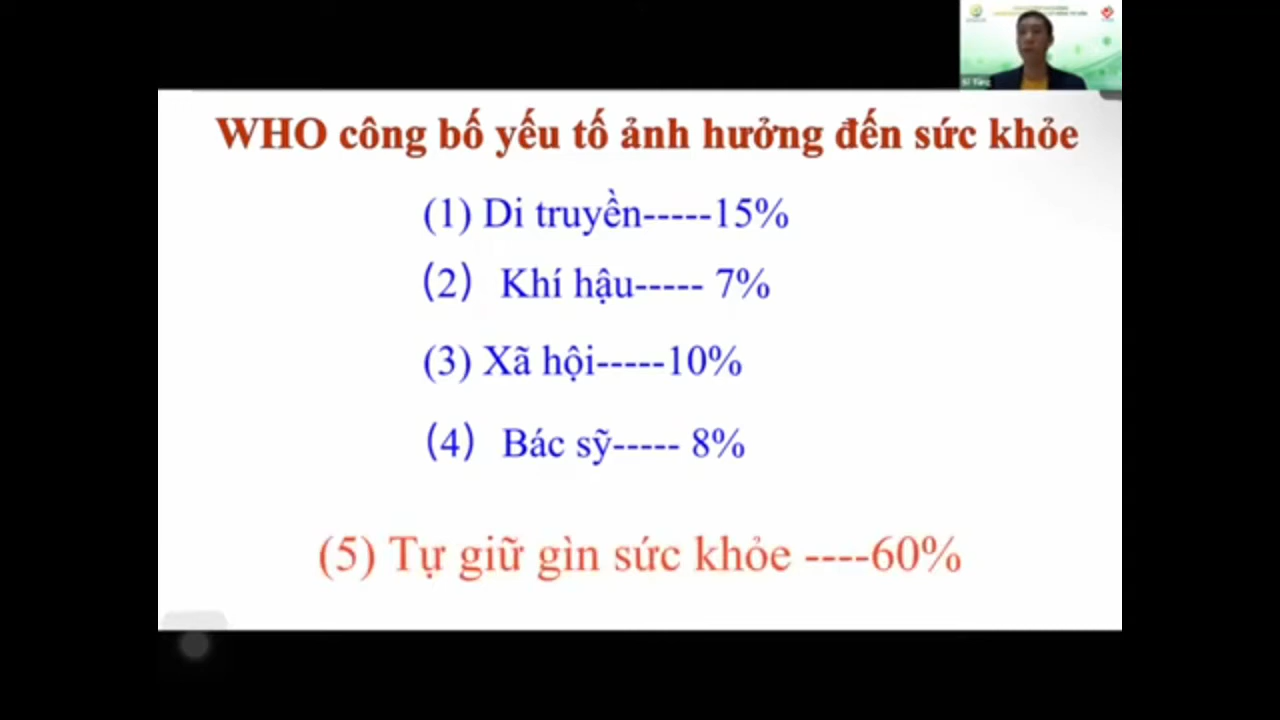 WHO công bố yếu tố ảnh hưởng đến sức khỏe
(1) Di truyền-----15%
(2) Khí hậu----- 7%
(3) Xã hội-----10%
(4) Bác sỹ----- 8%
(5) Tự giữ gìn sức khỏe ----60%